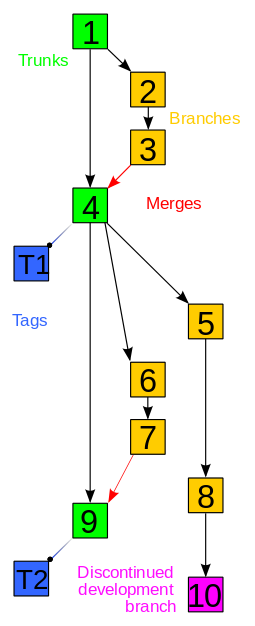 1
Trunks
2
Branches
3
4
Merges
T1
Tags
5
6
7
8
9
T2
Discontinued
development
branch
10